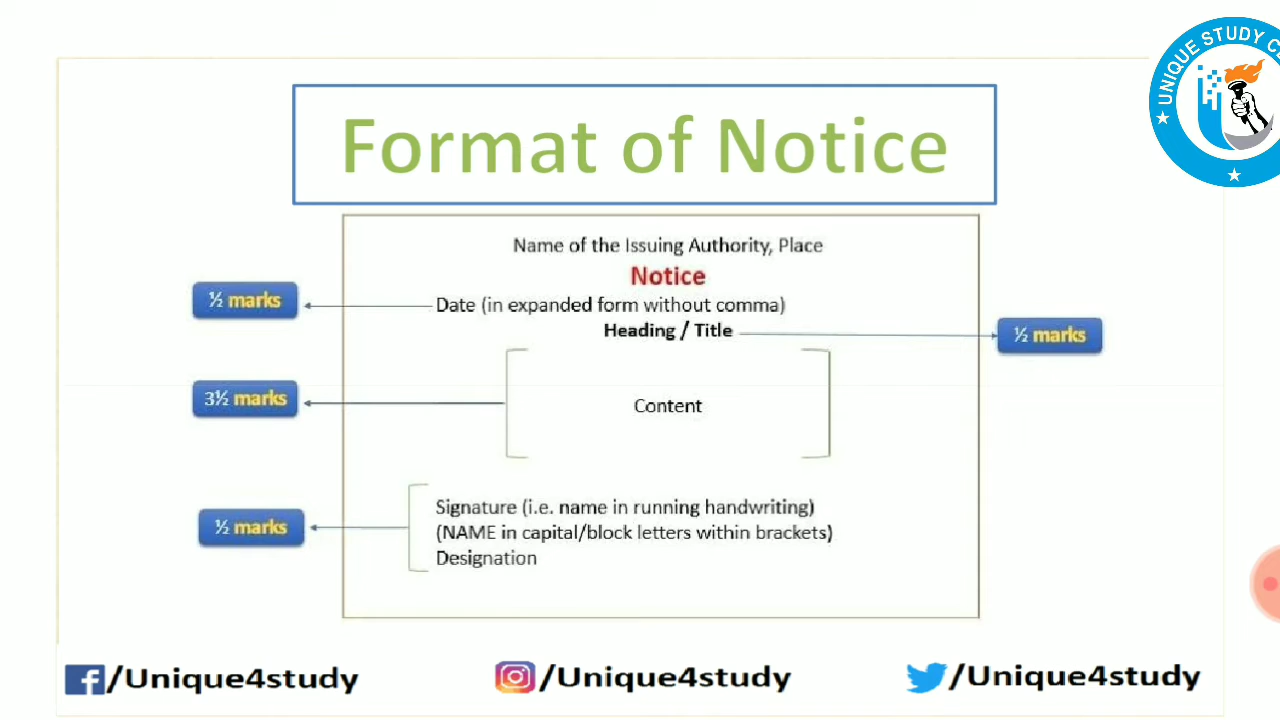 UNIQUE STUDY
Format of Notice
Name of the Issuing Authority, Place
Notice
½ marks
Date (in expanded form without comma)
Heading / Title
½ marks
3½ marks
Content
Signature (i.e. name in running handwriting)
½ marks
(NAME in capital/block letters within brackets)
Designation
/Unique4study
/Unique4study
/Unique4study